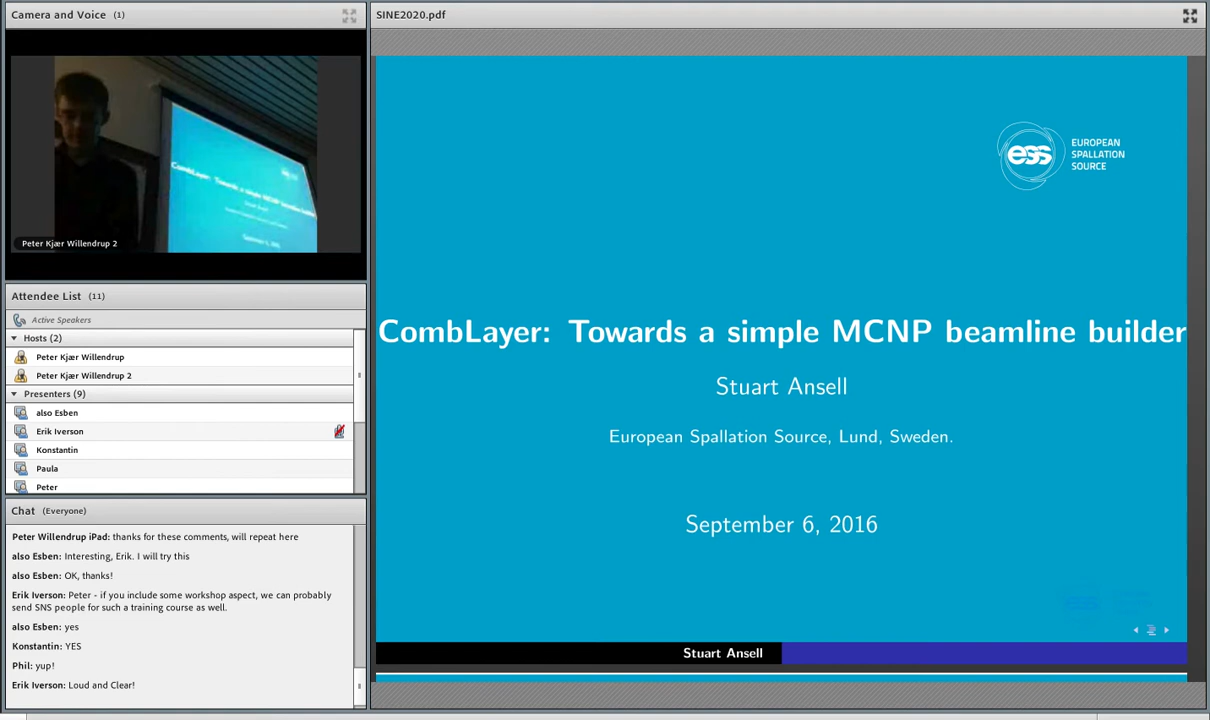 Camera and Voice (1)
Peter Kjær Willendrup 2
Attendee List (11)
Active Speakers
Hosts (2)
Peter Kjær Willendrup
Peter Kjær Willendrup 2
Presenters (9)
also Esben
Erik Iverson
Konstantin
Paula
Peter
Chat (Everyone)
Peter Willendrup iPad: thanks for these comments, will repeat here
also Esben: Interesting, Erik. I will try this
also Esben: OK, thanks!
Erik Iverson: Peter - if you include some workshop aspect, we can probably
send SNS people for such a training course as well.
also Esben: yes
Konstantin: YES
Phil: yup!
Erik Iverson: Loud and Clear!
SINE2020.pdf
ess
EUROPEAN
SPALLATION
SOURCE
CombLayer: Towards a simple MCNP beamline builder
Stuart Ansell
European Spallation Source, Lund, Sweden.
September 6, 2016
Stuart Ansell